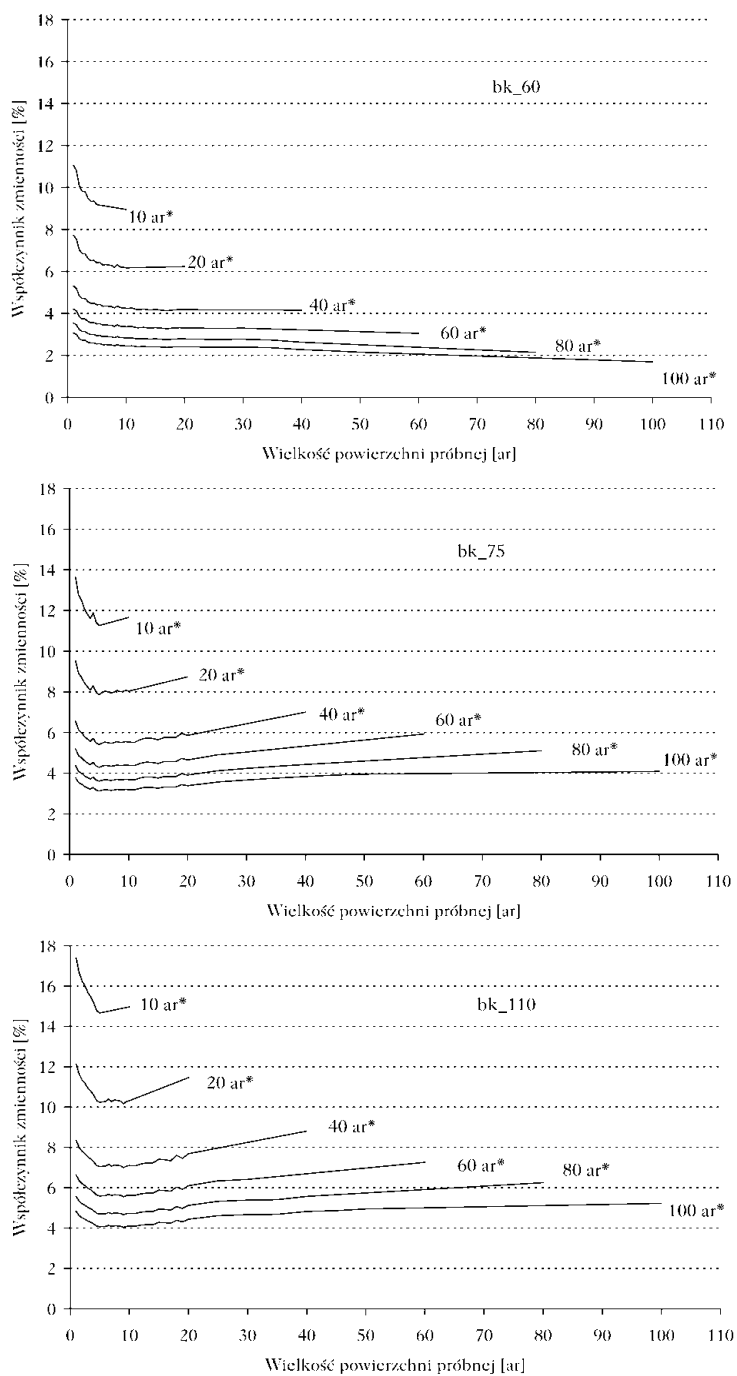 18
16
14
12
10
8
6
4
2
0
Współczynnik zmienności [%]
bk_60
10 ar*
20 ar*
40 ar*
60 ar*
80 ar*
100 ar*
0 10 20 30 40 50 60 70 80 90 100 110
Wielkość powierzchni próbnej [ar]
18
16
14
12
10
8
6
4
2
0
Współczynnik zmienności [%]
bk_75
10 ar*
20 ar*
40 ar*
60 ar*
80 ar*
100 ar*
0 10 20 30 40 50 60 70 80 90 100 110
Wielkość powierzchni próbnej [ar]
18
16
14
12
10
8
6
4
2
0
Współczynnik zmienności [%]
bk_110
10 ar*
20 ar*
40 ar*
60 ar*
80 ar*
100 ar*
0 10 20 30 40 50 60 70 80 90 100 110
Wielkość powierzchni próbnej [ar]